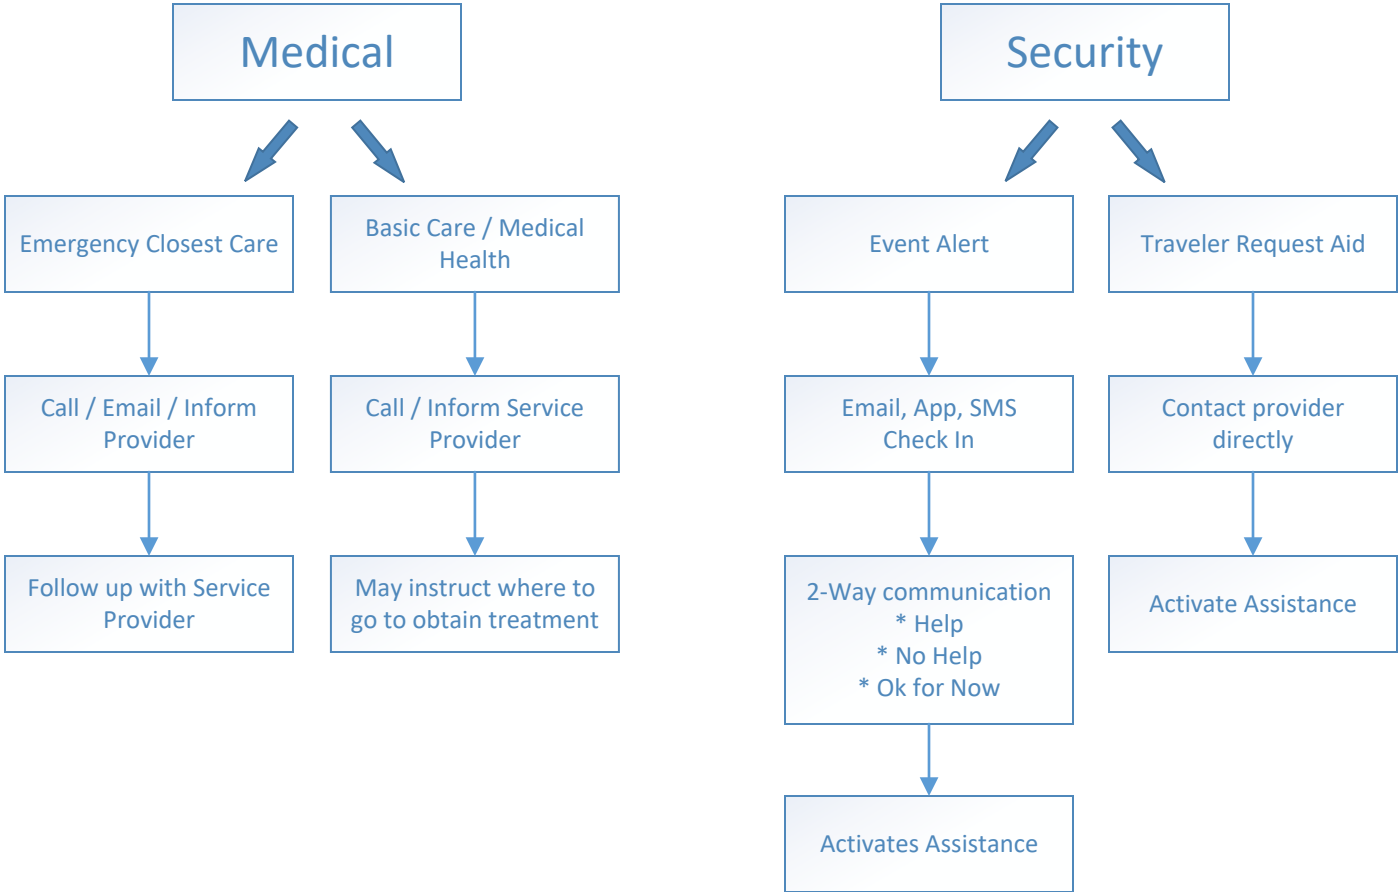 Medical
Security
Emergency Closest Care
Basic Care / Medical
Health
Event Alert
Traveler Request Aid
Call / Email / Inform
Provider
Call / Inform Service
Provider
Email, App, SMS
Check In
Contact provider
directly
Follow up with Service
Provider
May instruct where to
go to obtain treatment
2-Way communication
* Help
* No Help
* Ok for Now
Activate Assistance
Activates Assistance